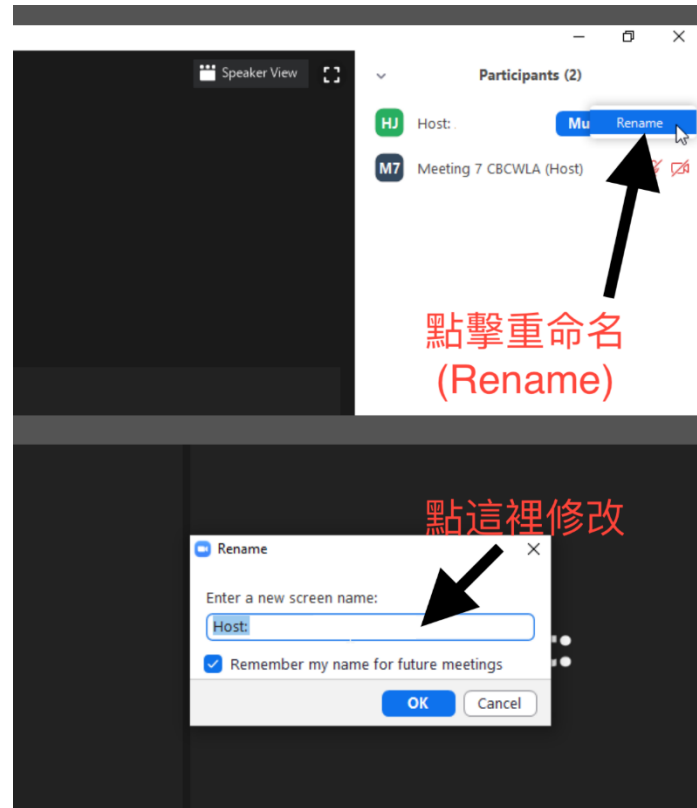 Speaker View
Participants (2)
HJ Host: Mu Rename
M7 Meeting 7 CBCWLA (Host)
點擊重命名
(Rename)
點這裡修改
Rename
Enter a new screen name:
Host:
Remember my name for future meetings
OK Cancel